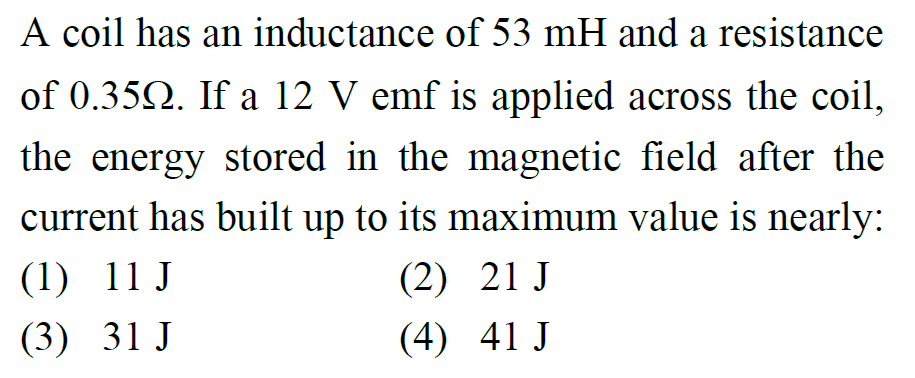 A coil has an inductance of 53 mH and a resistance
of 0.35Ω. If a 12 V emf is applied across the coil,
the energy stored in the magnetic field after the
current has built up to its maximum value is nearly:
(1) 11 J (2) 21 J
(3) 31 J (4) 41 J